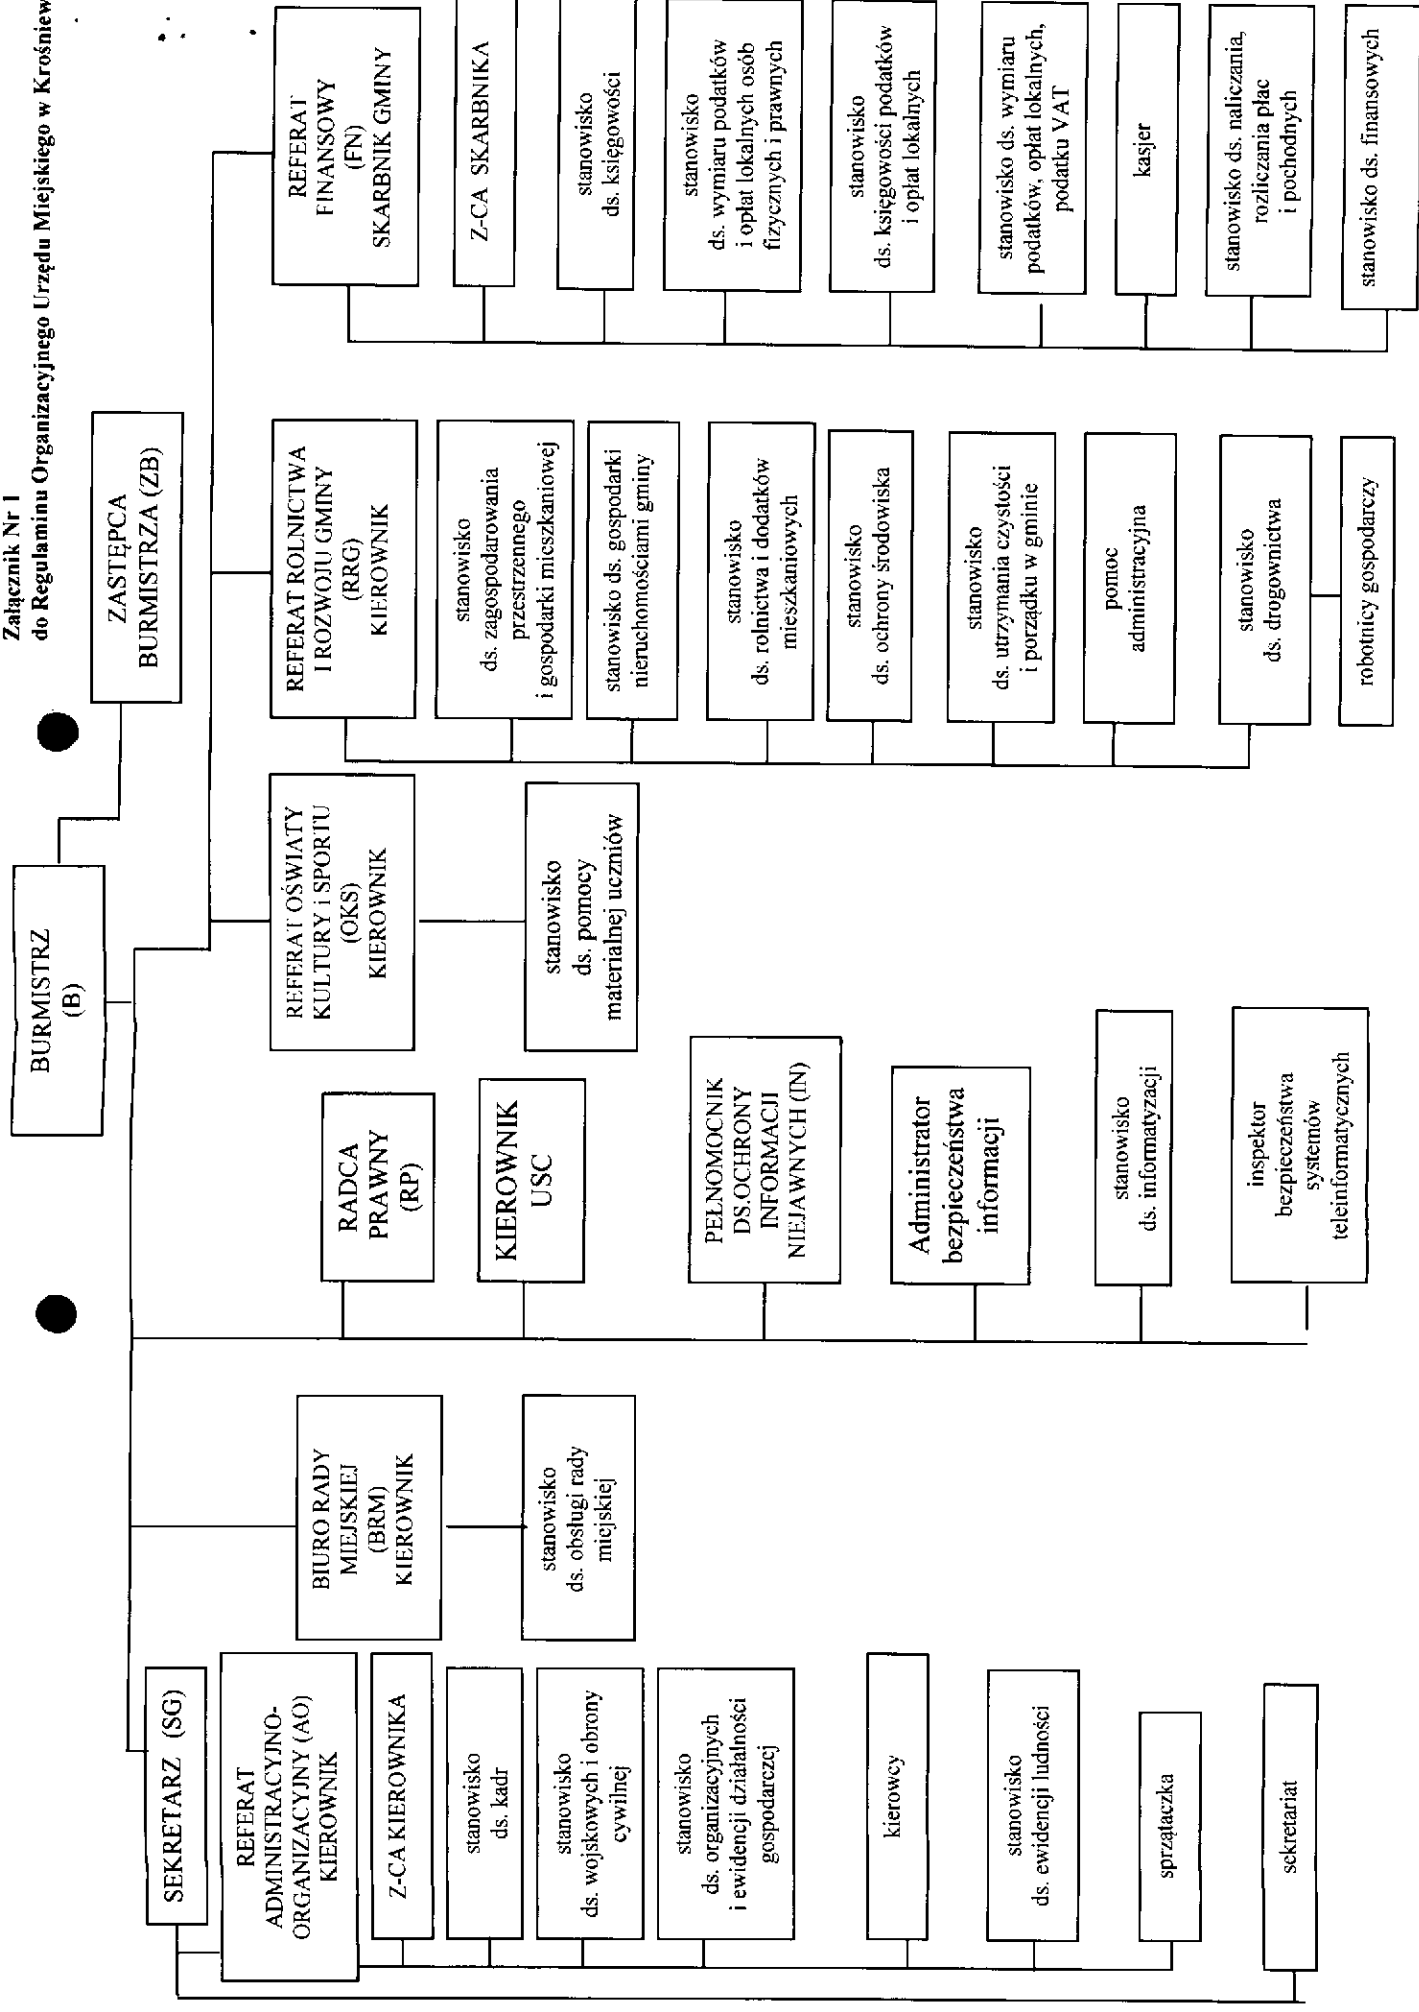 Załącznik Nr 1
do Regulaminu Organizacyjnego Urzędu Miejskiego w Krośniew
BURMISTRZ
(B)
ZASTĘPCA
BURMISTRZA (ZB)
SEKRETARZ (SG)
REFERAT
ADMINISTRACYJNO-
ORGANIZACYJNY (AO)
KIEROWNIK
Z-CA KIEROWNIKA
stanowisko
ds. kadr
stanowisko
ds. wojskowych i obrony
cywilnej
stanowisko
ds. organizacyjnych
i ewidencji działalności
gospodarczej
kierowcy
stanowisko
ds. ewidencji ludności
sprzątaczka
sekretariat
BIURO RADY
MIEJSKIEJ
(BRM)
KIEROWNIK
stanowisko
ds. obsługi rady
miejskiej
RADCA
PRAWNY
(RP)
KIEROWNIK
USC
PEŁNOMOCNIK
DS.OCHRONY
INFORMACJI
NIEJAWNYCH (IN)
Administrator
bezpieczeństwa
informacji
stanowisko
ds. informatyzacji
inspektor
bezpieczeństwa
systemów
teleinformatycznych
REFERAT OŚWIATY
KULTURY i SPORTU
(OKS)
KIEROWNIK
stanowisko
ds. pomocy
materialnej uczniów
REFERAT ROLNICTWA
I ROZWOJU GMINY
(RRG)
KIEROWNIK
stanowisko
ds. zagospodarowania
przestrzennego
i gospodarki mieszkaniowej
stanowisko ds. gospodarki
nieruchomościami gminy
stanowisko
ds. rolnictwa i dodatków
mieszkaniowych
stanowisko
ds. ochrony środowiska
stanowisko
ds. utrzymania czystości
i porządku w gminie
pomoc
administracyjna
stanowisko
ds. drogownictwa
robotnicy gospodarczy
REFERAT
FINANSOWY
(FN)
SKARBNIK GMINY
Z-CA SKARBNIKA
stanowisko
ds. księgowości
stanowisko
ds. wymiaru podatków
i opłat lokalnych osób
fizycznych i prawnych
stanowisko
ds. księgowości podatków
i opłat lokalnych
stanowisko ds. wymiaru
podatków, opłat lokalnych,
podatku VAT
kasjer
stanowisko ds. naliczania,
rozliczania płac
i pochodnych
stanowisko ds. finansowych